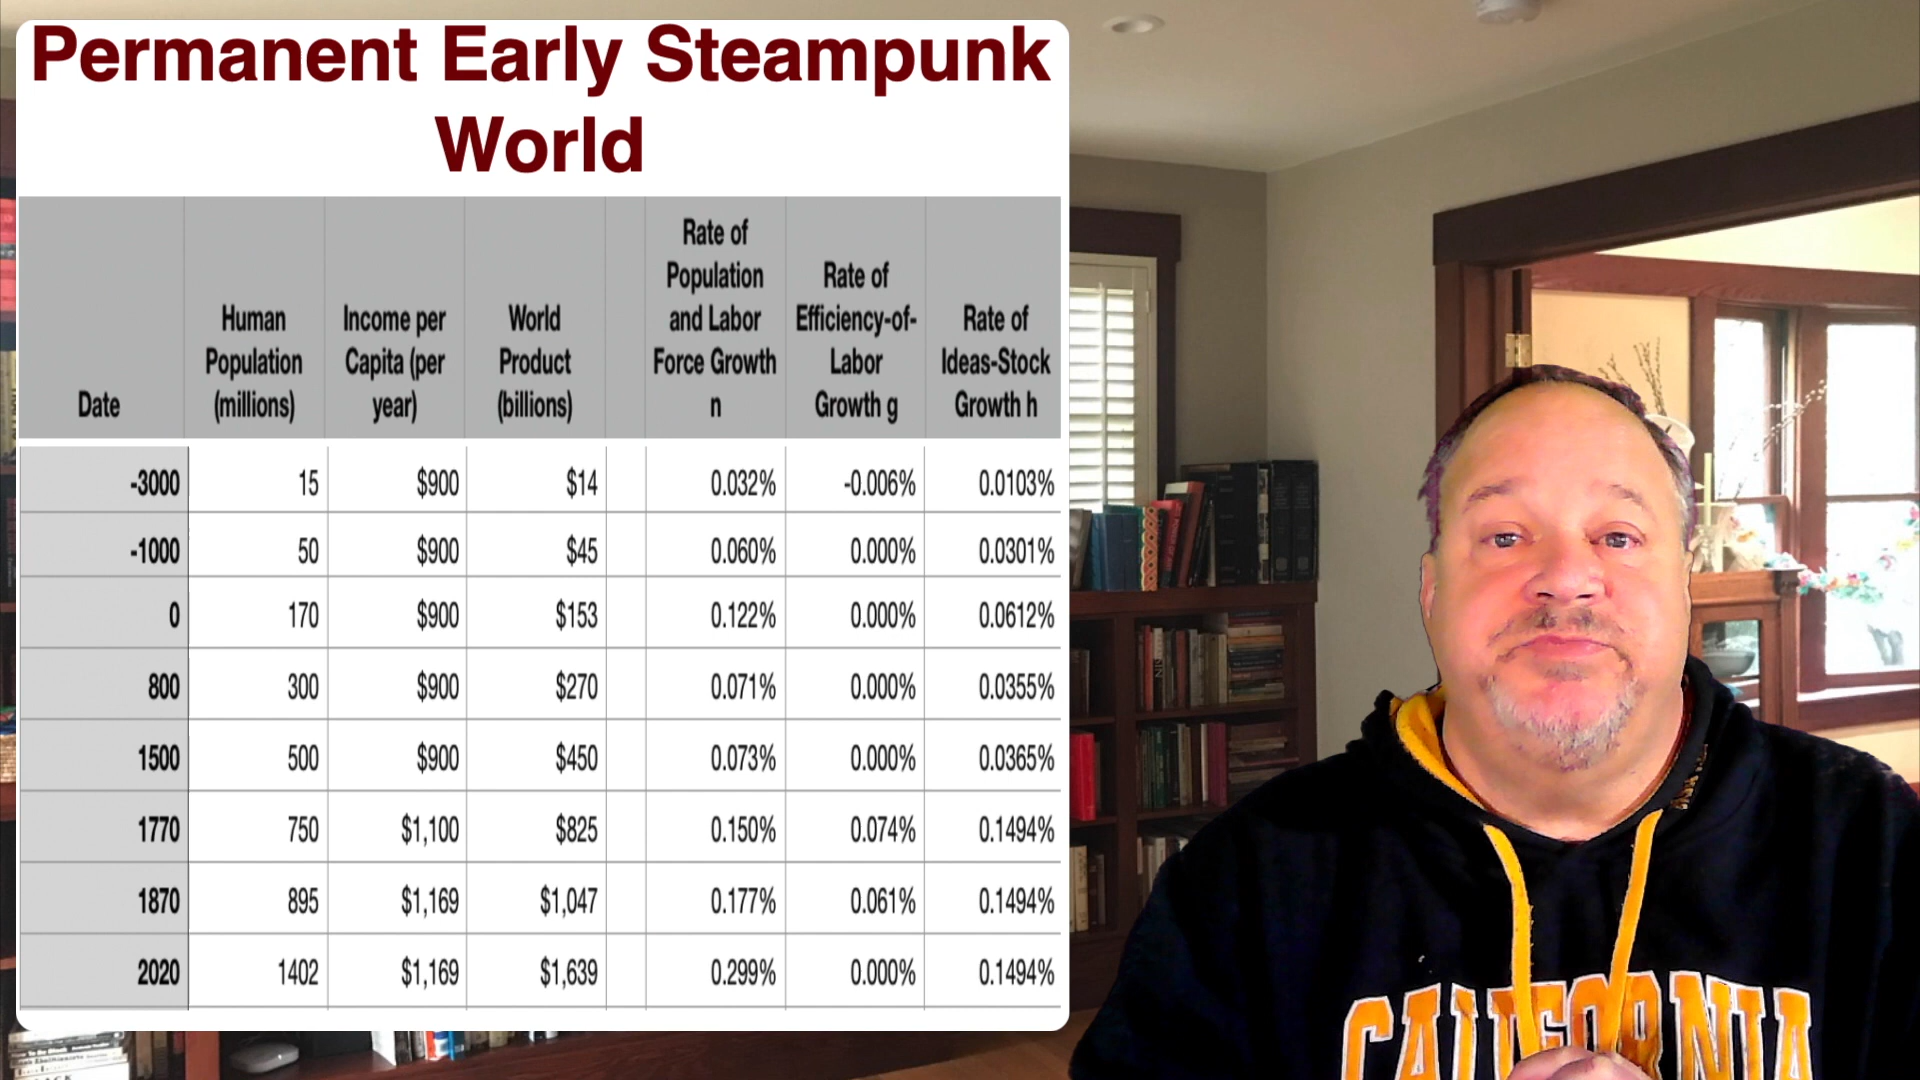 Permanent Early Steampunk
World
Date
Human
Population
(millions)
Income per
Capita (per
year)
World
Product
(billions)
Rate of
Population
and Labor
Force Growth
n
Rate of
Efficiency-of-
Labor
Growth g
Rate of
Ideas-Stock
Growth h
-3000 15 $900 $14 0.032% -0.006% 0.0103%
-1000 50 $900 $45 0.060% 0.000% 0.0301%
0 170 $900 $153 0.122% 0.000% 0.0612%
800 300 $900 $270 0.071% 0.000% 0.0355%
1500 500 $900 $450 0.073% 0.000% 0.0365%
1770 750 $1,100 $825 0.150% 0.074% 0.1494%
1870 895 $1,169 $1,047 0.177% 0.061% 0.1494%
2020 1402 $1,169 $1,639 0.299% 0.000% 0.1494%
CALIFORNIA